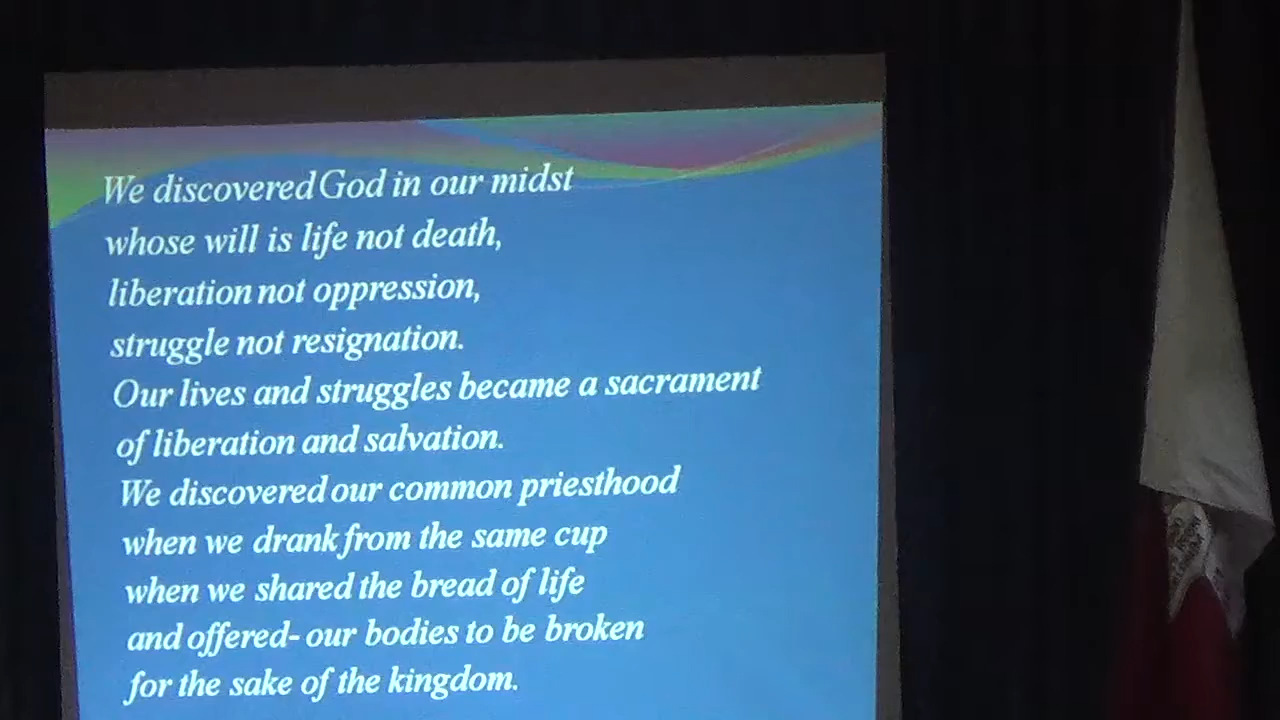 We discovered God in our midst
whose will is life not death,
liberation not oppression,
struggle not resignation.
Our lives and struggles became a sacrament
of liberation and salvation.
We discovered our common priesthood
when we drank from the same cup
when we shared the bread of life
and offered- our bodies to be broken
for the sake of the kingdom.